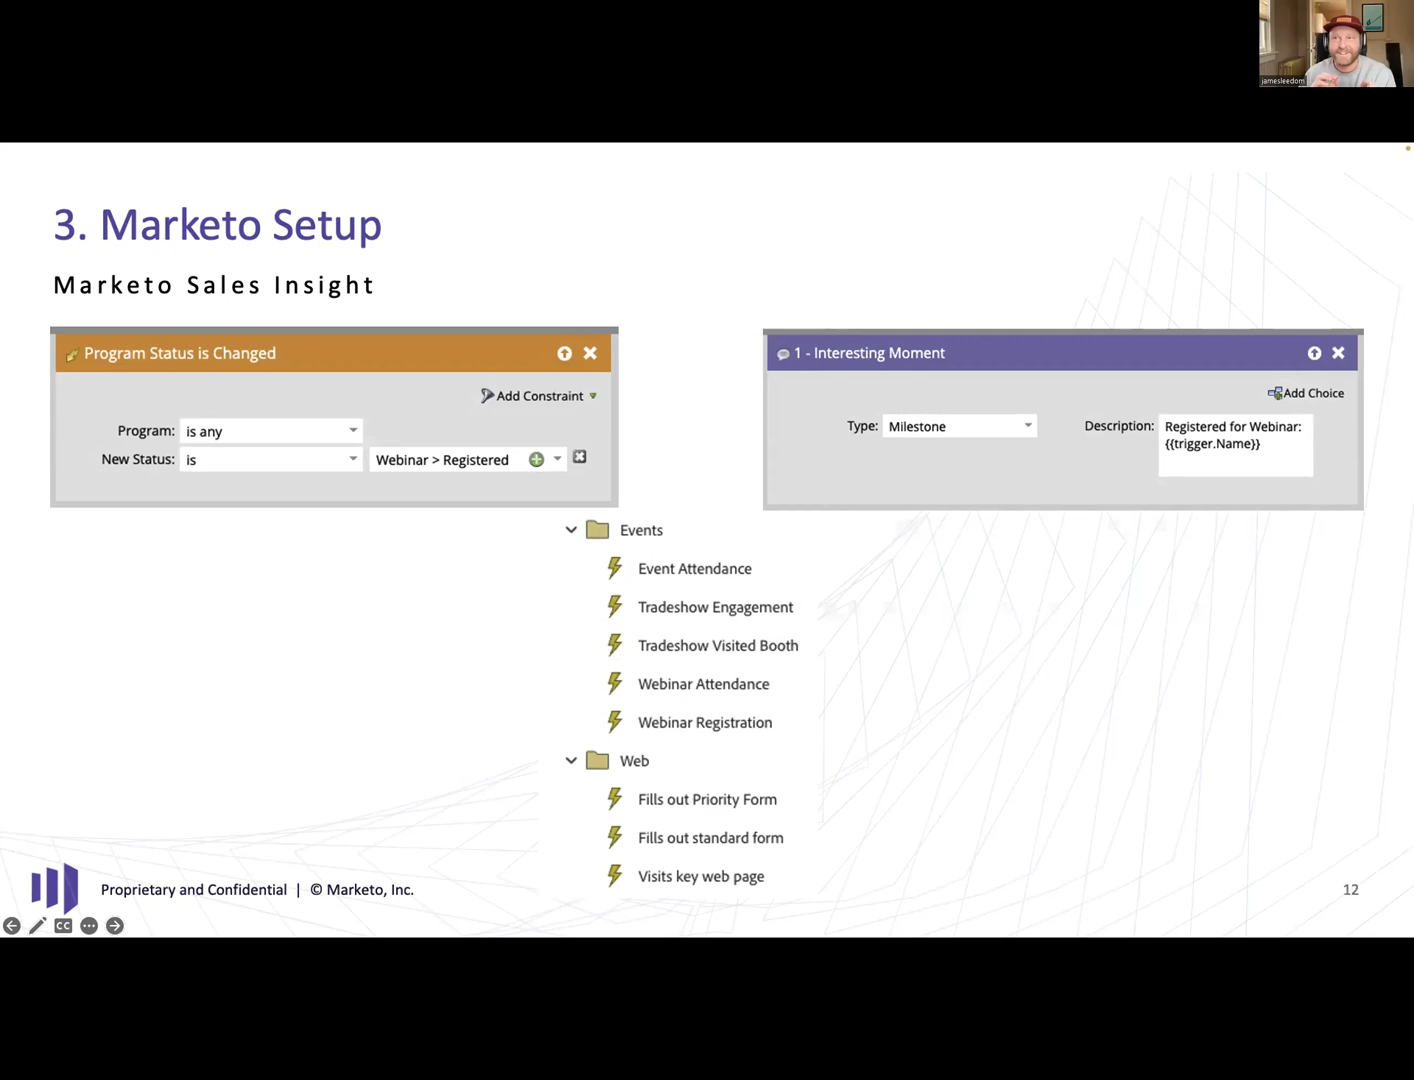 jamesleedom
3. Marketo Setup
Marketo Sales Insight
Program Status is Changed
Add Constraint
Program: is any
New Status: is Webinar > Registered
1 - Interesting Moment
Add Choice
Type: Milestone
Description: Registered for Webinar:
{{trigger.Name}}
Events
Event Attendance
Tradeshow Engagement
Tradeshow Visited Booth
Webinar Attendance
Webinar Registration
Web
Fills out Priority Form
Fills out standard form
Visits key web page
Proprietary and Confidential | © Marketo, Inc.
12
CC